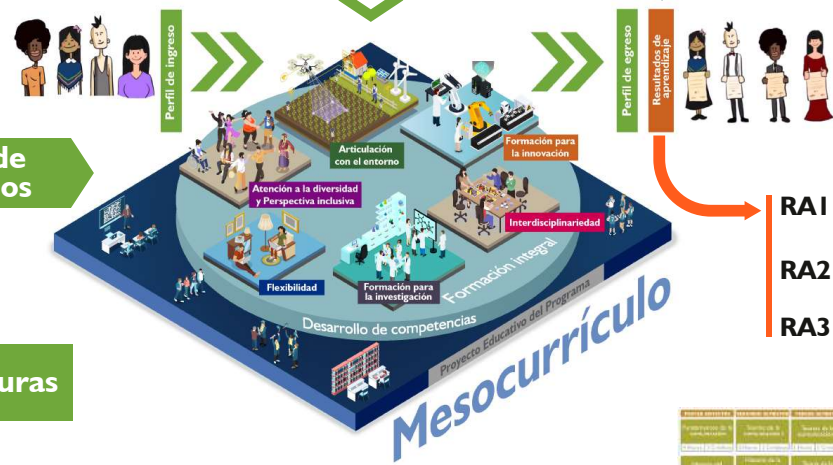 Perfil de ingreso
Perfil de egreso
Resultados de
aprendizaje
Articulación
con el entorno
Formación para
la innovación
Atención a la diversidad
y Perspectiva inclusiva
Interdisciplinariedad
Flexibilidad
Formación para
la investigación
Formación integral
Desarrollo de competencias
Proyecto Educativo del Programa
Mesocurrículo
de
os
uras
RA1
RA2
RA3